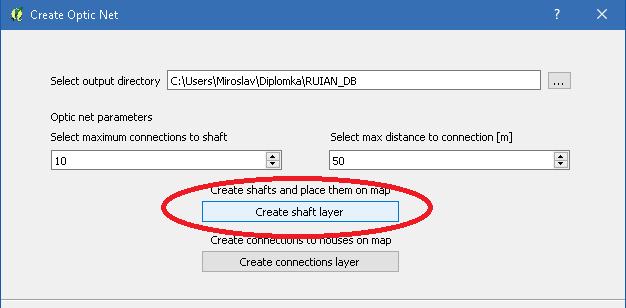 Create Optic Net
Select output directory C:\Users\Miroslav\Diplomka\RUIAN_DB ...
Optic net parameters
Select maximum connections to shaft Select max distance to connection [m]
10 50
Create shafts and place them on map
Create shaft layer
Create connections to houses on map
Create connections layer